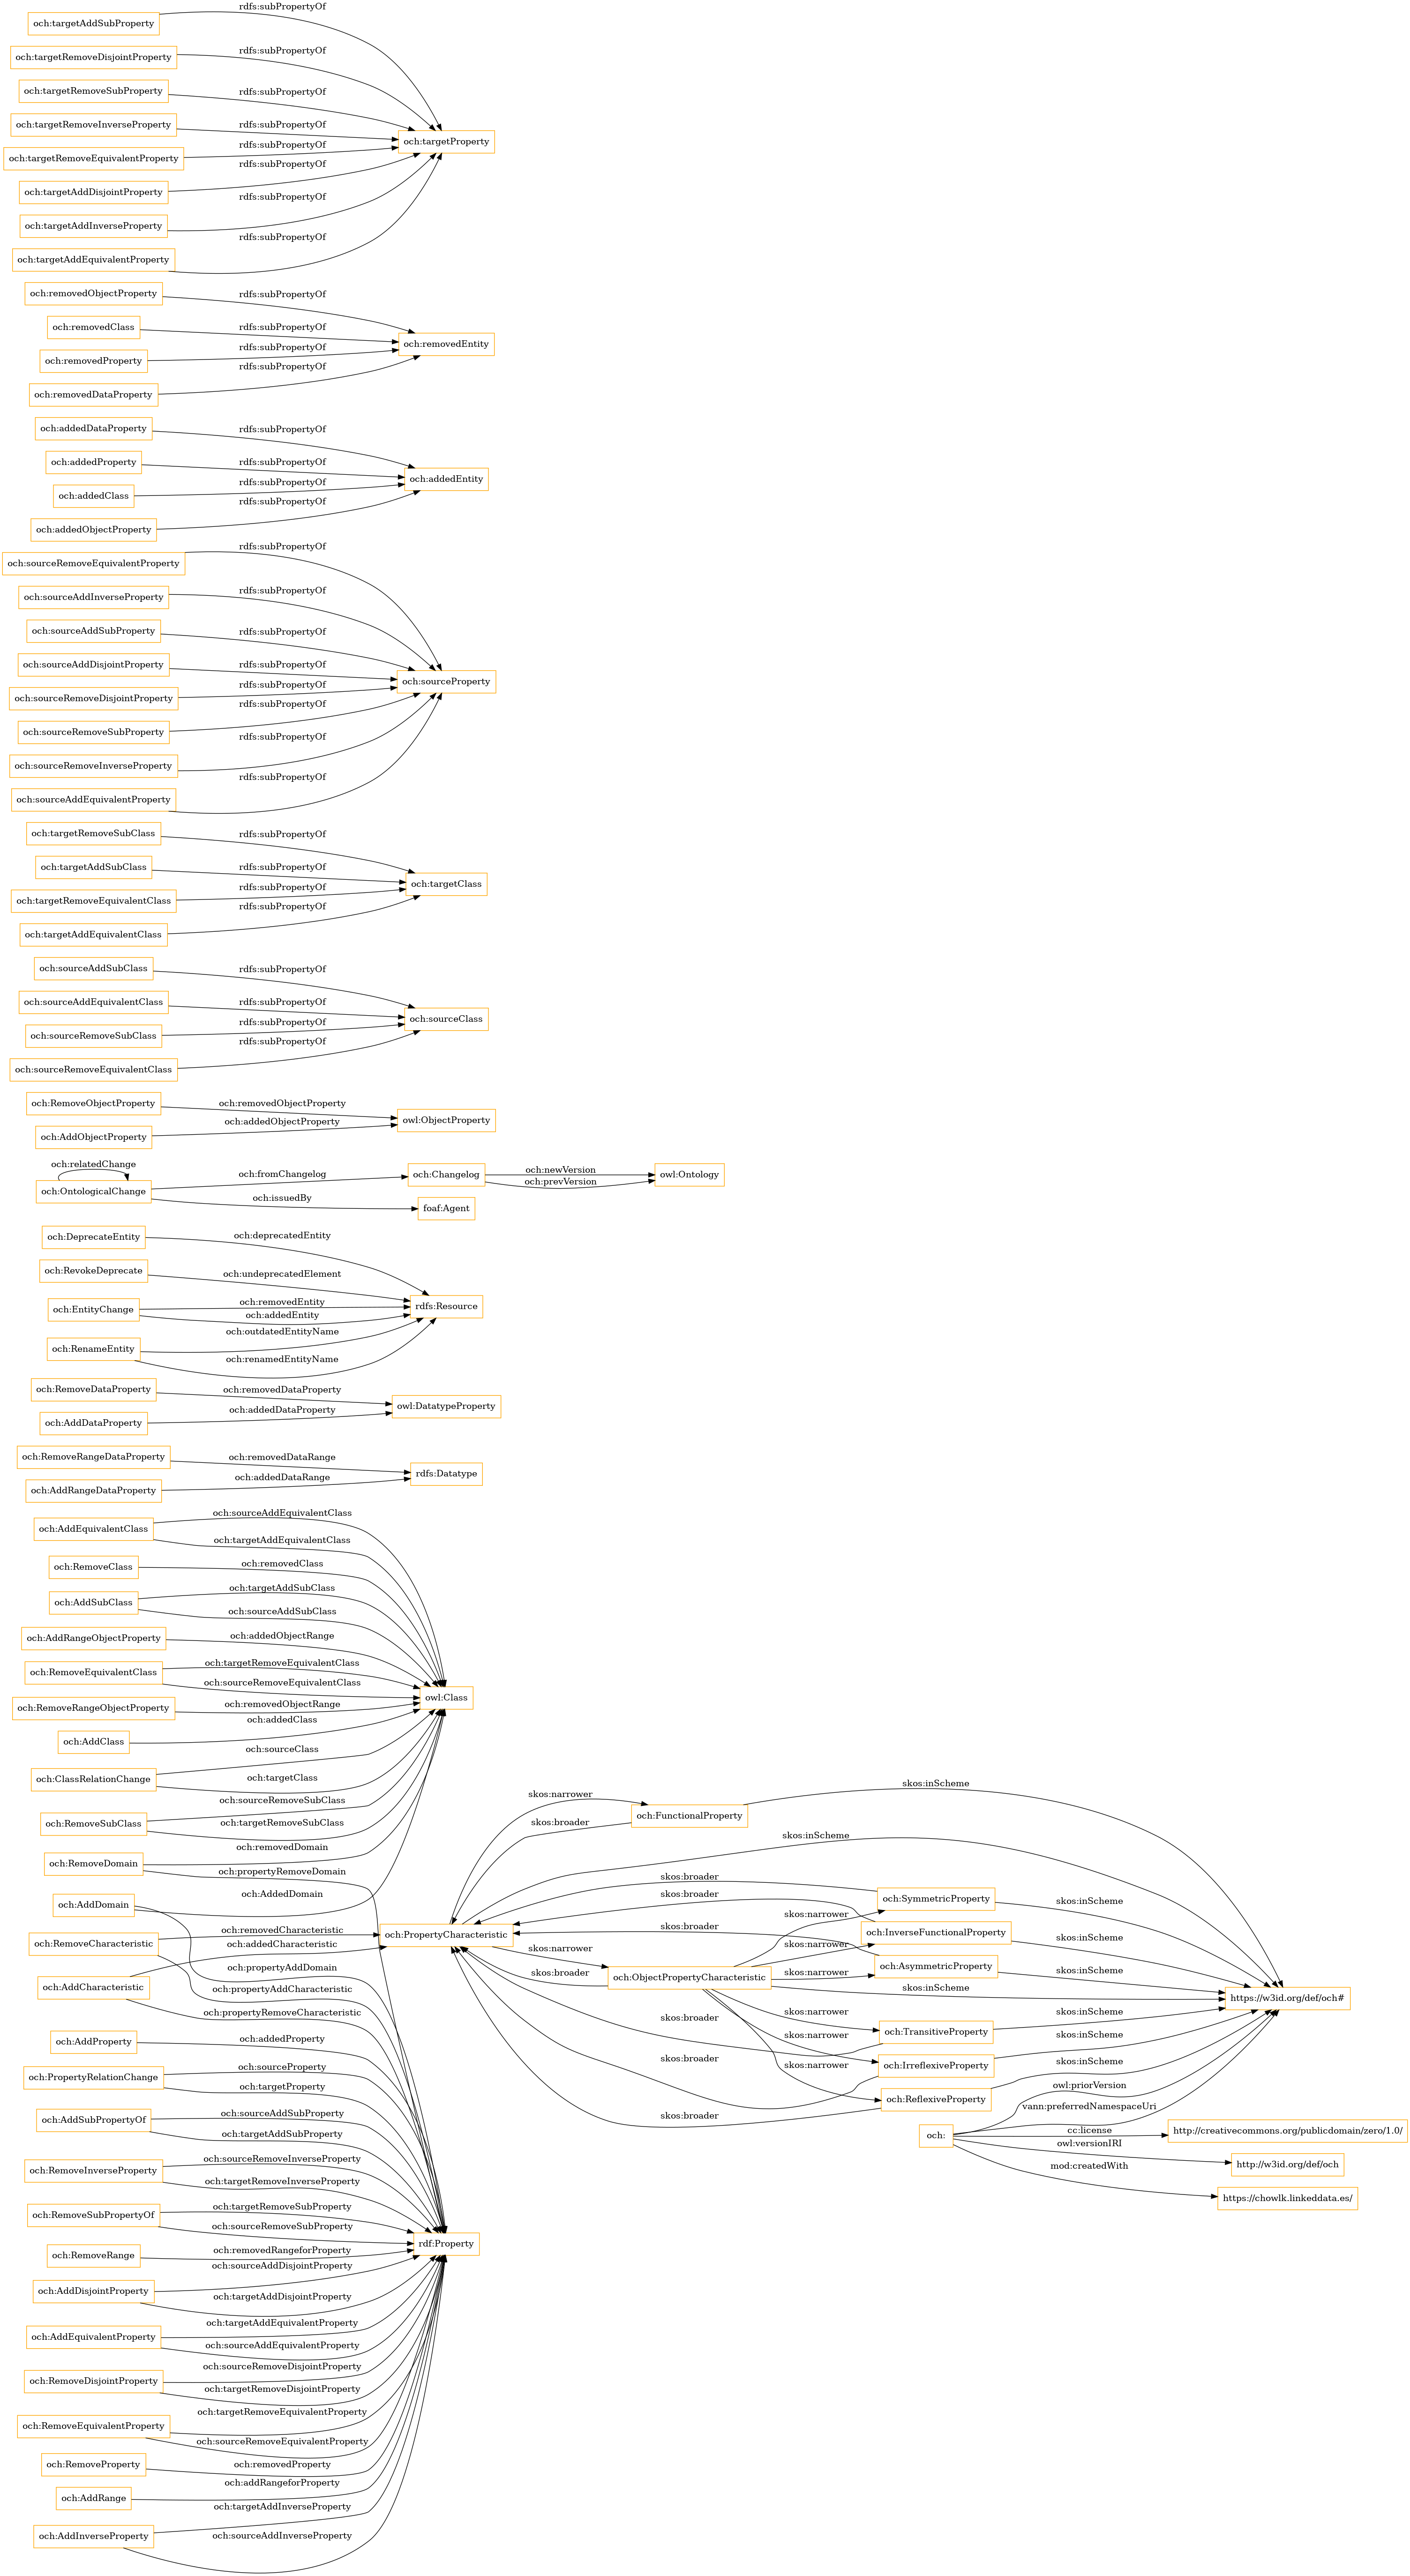 och:targetAddSubProperty
rdfs:subPropertyOf
och:targetRemoveDisjointProperty
rdfs:subPropertyOf
och:targetRemoveSubProperty
rdfs:subPropertyOf
och:targetRemoveInverseProperty
rdfs:subPropertyOf
och:targetProperty
och:targetRemoveEquivalentProperty
rdfs:subPropertyOf
och:targetAddDisjointProperty
rdfs:subPropertyOf
och:targetAddInverseProperty
rdfs:subPropertyOf
och:targetAddEquivalentProperty
rdfs:subPropertyOf
och:removedObjectProperty
rdfs:subPropertyOf
och:removedClass
rdfs:subPropertyOf
och:removedEntity
och:removedProperty
rdfs:subPropertyOf
och:removedDataProperty
rdfs:subPropertyOf
och:addedDataProperty
rdfs:subPropertyOf
och:addedProperty
rdfs:subPropertyOf
och:addedEntity
och:addedClass
rdfs:subPropertyOf
och:addedObjectProperty
rdfs:subPropertyOf
och:sourceRemoveEquivalentProperty
rdfs:subPropertyOf
och:sourceAddInverseProperty
rdfs:subPropertyOf
och:sourceAddSubProperty
rdfs:subPropertyOf
och:sourceAddDisjointProperty
rdfs:subPropertyOf
och:sourceProperty
och:sourceRemoveDisjointProperty
rdfs:subPropertyOf
och:sourceRemoveSubProperty
rdfs:subPropertyOf
och:sourceRemoveInverseProperty
rdfs:subPropertyOf
och:sourceAddEquivalentProperty
rdfs:subPropertyOf
och:targetRemoveSubClass
rdfs:subPropertyOf
och:targetAddSubClass
rdfs:subPropertyOf
och:targetClass
och:targetRemoveEquivalentClass
rdfs:subPropertyOf
och:targetAddEquivalentClass
rdfs:subPropertyOf
och:sourceAddSubClass
rdfs:subPropertyOf
och:sourceAddEquivalentClass
rdfs:subPropertyOf
och:sourceClass
och:sourceRemoveSubClass
rdfs:subPropertyOf
och:sourceRemoveEquivalentClass
rdfs:subPropertyOf
och:RemoveObjectProperty
och:removedObjectProperty
owl:ObjectProperty
och:AddObjectProperty
och:addedObjectProperty
och:relatedChange
och:OntologicalChange
och:fromChangelog
och:Changelog
och:newVersion
och:prevVersion
owl:Ontology
och:issuedBy
foaf:Agent
och:DeprecateEntity
och:deprecatedEntity
och:RevokeDeprecate
och:undeprecatedElement
och:EntityChange
och:removedEntity
och:addedEntity
rdfs:Resource
och:RenameEntity
och:outdatedEntityName
och:renamedEntityName
och:RemoveDataProperty
och:removedDataProperty
owl:DatatypeProperty
och:AddDataProperty
och:addedDataProperty
och:RemoveRangeDataProperty
och:removedDataRange
rdfs:Datatype
och:AddRangeDataProperty
och:addedDataRange
och:AddEquivalentClass
och:sourceAddEquivalentClass
och:targetAddEquivalentClass
och:RemoveClass
och:removedClass
och:AddSubClass
och:targetAddSubClass
och:sourceAddSubClass
och:AddRangeObjectProperty
och:addedObjectRange
och:RemoveEquivalentClass
och:targetRemoveEquivalentClass
och:sourceRemoveEquivalentClass
owl:Class
och:RemoveRangeObjectProperty
och:removedObjectRange
och:AddClass
och:addedClass
och:ClassRelationChange
och:sourceClass
och:targetClass
och:RemoveSubClass
och:sourceRemoveSubClass
och:targetRemoveSubClass
och:RemoveDomain
och:removedDomain
och:propertyRemoveDomain
och:AddDomain
och:AddedDomain
och:RemoveCharacteristic
och:removedCharacteristic
och:PropertyCharacteristic
och:addedCharacteristic
och:AddCharacteristic
och:propertyAddDomain
och:propertyAddCharacteristic
och:propertyRemoveCharacteristic
skos:narrower
och:FunctionalProperty
skos:inScheme
skos:broader
skos:inScheme
skos:broader
och:SymmetricProperty
skos:inScheme
skos:broader
skos:narrower
och:InverseFunctionalProperty
skos:inScheme
skos:broader
skos:narrower
skos:narrower
och:AsymmetricProperty
skos:inScheme
skos:broader
och:ObjectPropertyCharacteristic
skos:narrower
skos:inScheme
https://w3id.org/def/och#
skos:broader
skos:narrower
och:TransitiveProperty
skos:inScheme
skos:narrower
skos:inScheme
skos:broader
skos:narrower
och:IrreflexiveProperty
skos:inScheme
och:ReflexiveProperty
skos:broader
owl:priorVersion
vann:preferredNamespaceUri
och:
cc:license
http://creativecommons.org/publicdomain/zero/1.0/
owl:versionIRI
http://w3id.org/def/och
mod:createdWith
https://chowlk.linkeddata.es/
och:AddProperty
och:addedProperty
och:PropertyRelationChange
och:sourceProperty
och:targetProperty
och:AddSubPropertyOf
och:sourceAddSubProperty
och:targetAddSubProperty
och:RemoveInverseProperty
och:sourceRemoveInverseProperty
och:targetRemoveInverseProperty
och:RemoveSubPropertyOf
och:targetRemoveSubProperty
och:sourceRemoveSubProperty
rdf:Property
och:RemoveRange
och:removedRangeforProperty
och:AddDisjointProperty
och:sourceAddDisjointProperty
och:targetAddDisjointProperty
och:AddEquivalentProperty
och:targetAddEquivalentProperty
och:sourceAddEquivalentProperty
och:RemoveDisjointProperty
och:sourceRemoveDisjointProperty
och:targetRemoveDisjointProperty
och:RemoveEquivalentProperty
och:targetRemoveEquivalentProperty
och:sourceRemoveEquivalentProperty
och:RemoveProperty
och:removedProperty
och:AddRange
och:addRangeforProperty
och:AddInverseProperty
och:targetAddInverseProperty
och:sourceAddInverseProperty